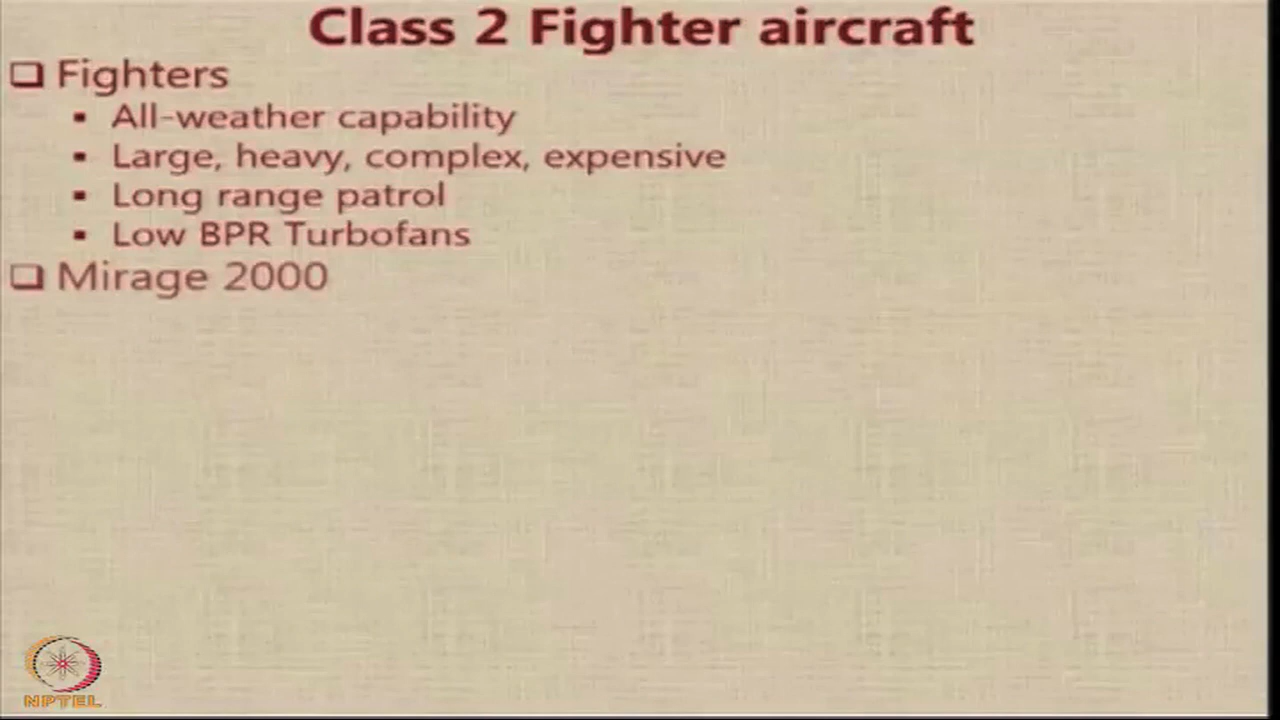 Class 2 Fighter aircraft
Fighters
All-weather capability
Large, heavy, complex, expensive
Long range patrol
Low BPR Turbofans
Mirage 2000
NPTEL